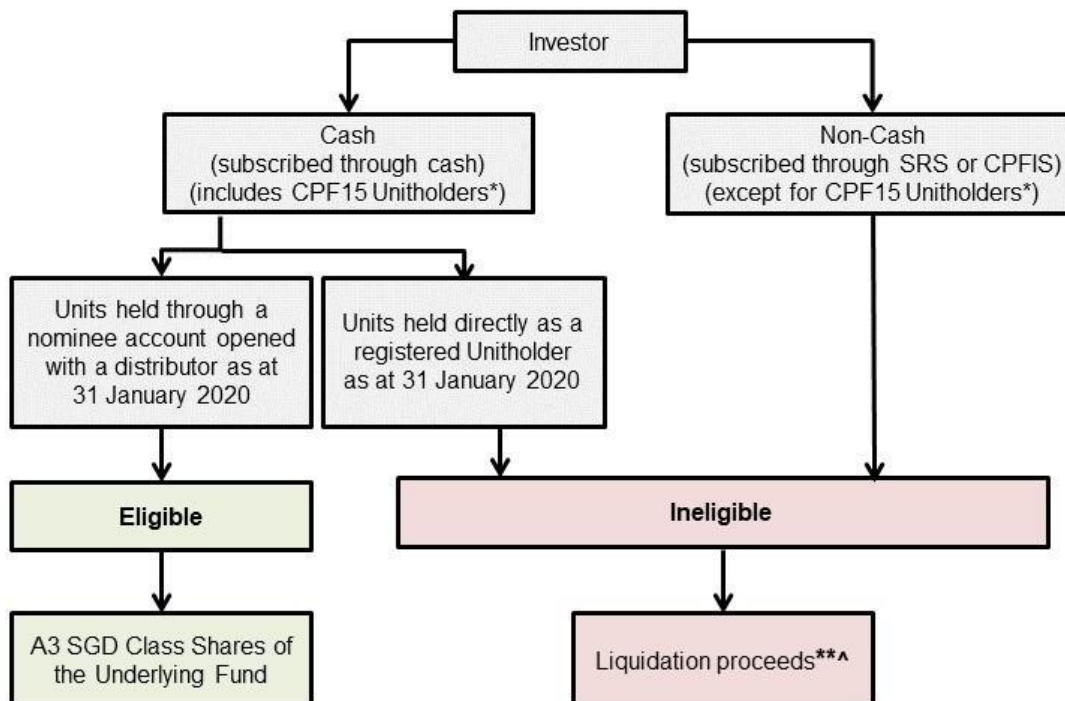 Investor
Cash
(subscribed through cash)
(includes CPF15 Unitholders*)
Non-Cash
(subscribed through SRS or CPFIS)
(except for CPF15 Unitholders*)
Units held through a
nominee account opened
with a distributor as at
31 January 2020
Units held directly as a
registered Unitholder
as at 31 January 2020
Eligible
Ineligible
A3 SGD Class Shares of
the Underlying Fund
Liquidation proceeds**^